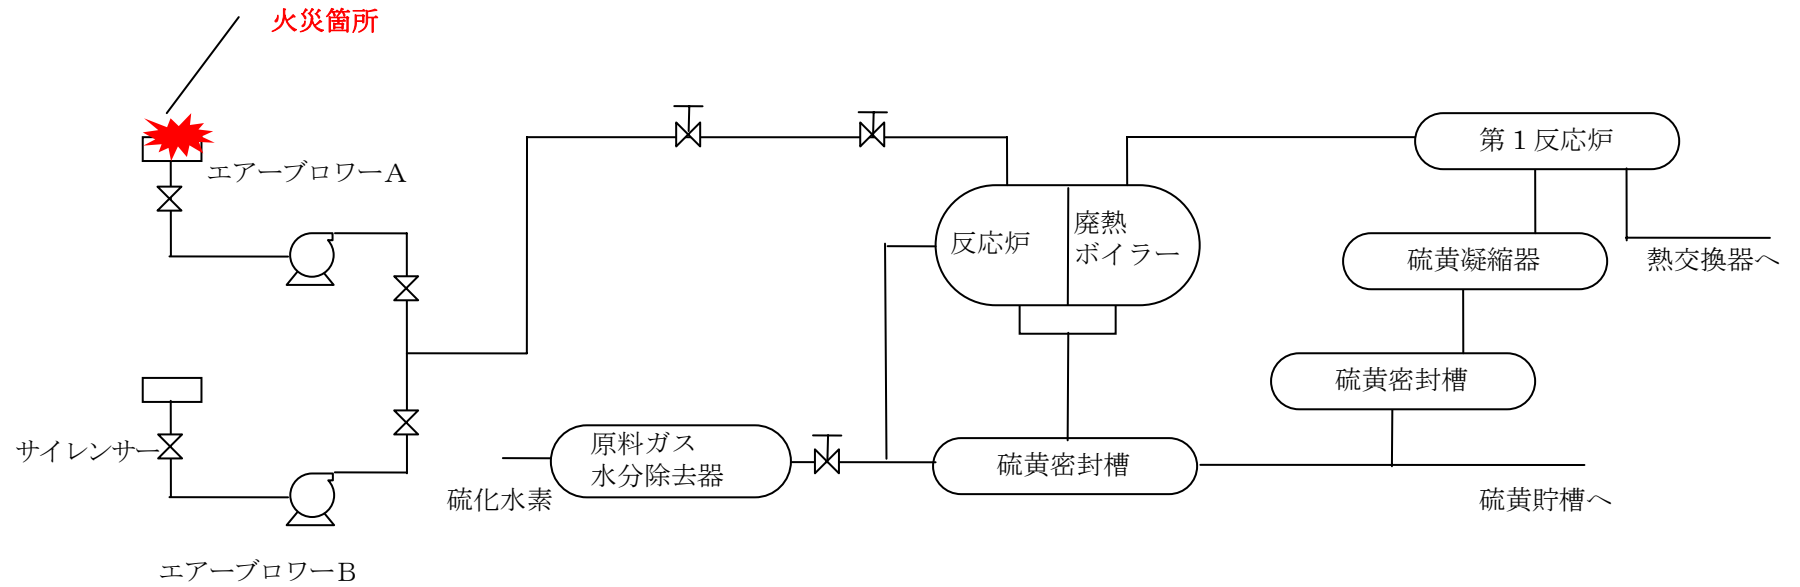 火災箇所
エアーブロワーA
第1反応炉
反応炉
廃熱
ボイラー
硫黄凝縮器
熱交換器へ
硫黄密封槽
サイレンサー
原料ガス
水分除去器
硫黄密封槽
硫化水素
硫黄貯槽へ
エアーブロワーB